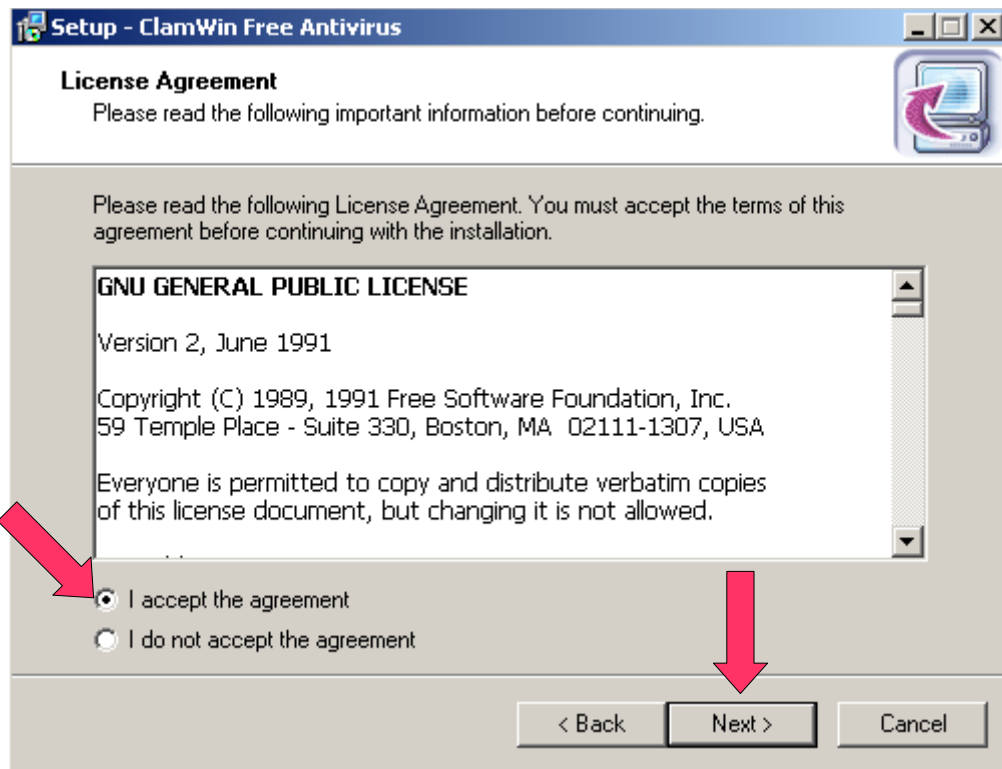 Setup - ClamWin Free Antivirus
License Agreement
Please read the following important information before continuing.
Please read the following License Agreement. You must accept the terms of this
agreement before continuing with the installation.
GNU GENERAL PUBLIC LICENSE
Version 2, June 1991
Copyright (C) 1989, 1991 Free Software Foundation, Inc.
59 Temple Place - Suite 330, Boston, MA  02111-1307, USA
Everyone is permitted to copy and distribute verbatim copies
of this license document, but changing it is not allowed.
I accept the agreement
I do not accept the agreement
< Back
Next >
Cancel